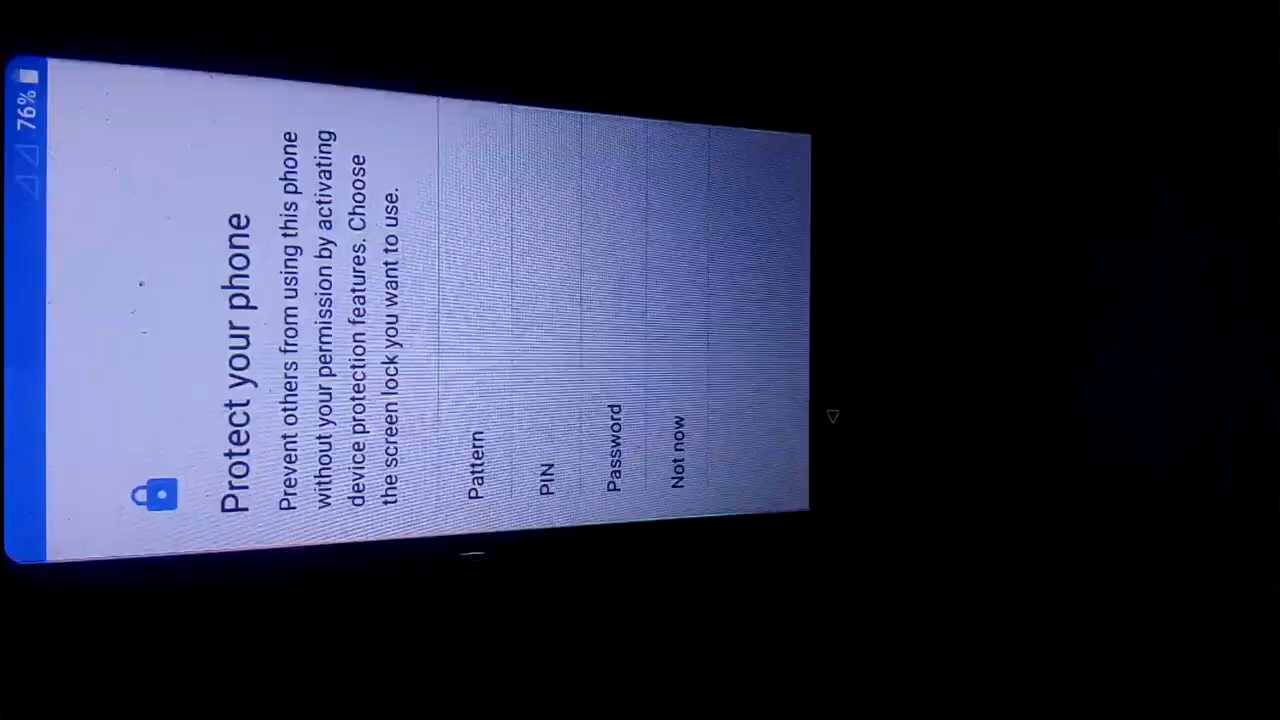 76%
Protect your phone
Prevent others from using this phone
without your permission by activating
device protection features. Choose
the screen lock you want to use.
Pattern
PIN
Password
Not now